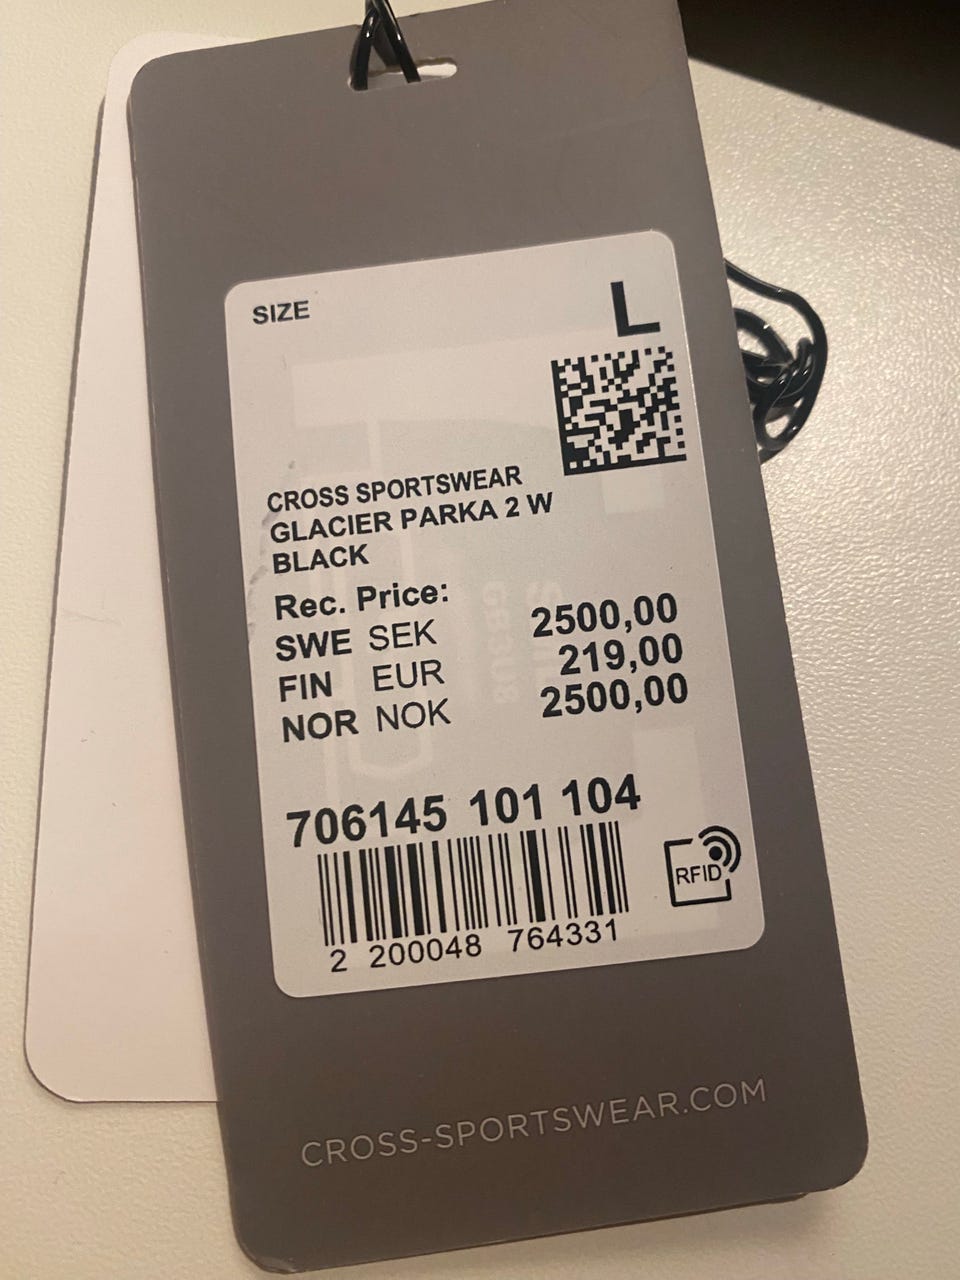 SIZE
L
CROSS SPORTSWEAR
GLACIER PARKA 2 W
BLACK
Rec. Price:
SWE SEK 2500,00
FIN EUR 219,00
NOR NOK 2500,00
706145 101 104
RFID
2 200048 764331
CROSS-SPORTSWEAR.COM